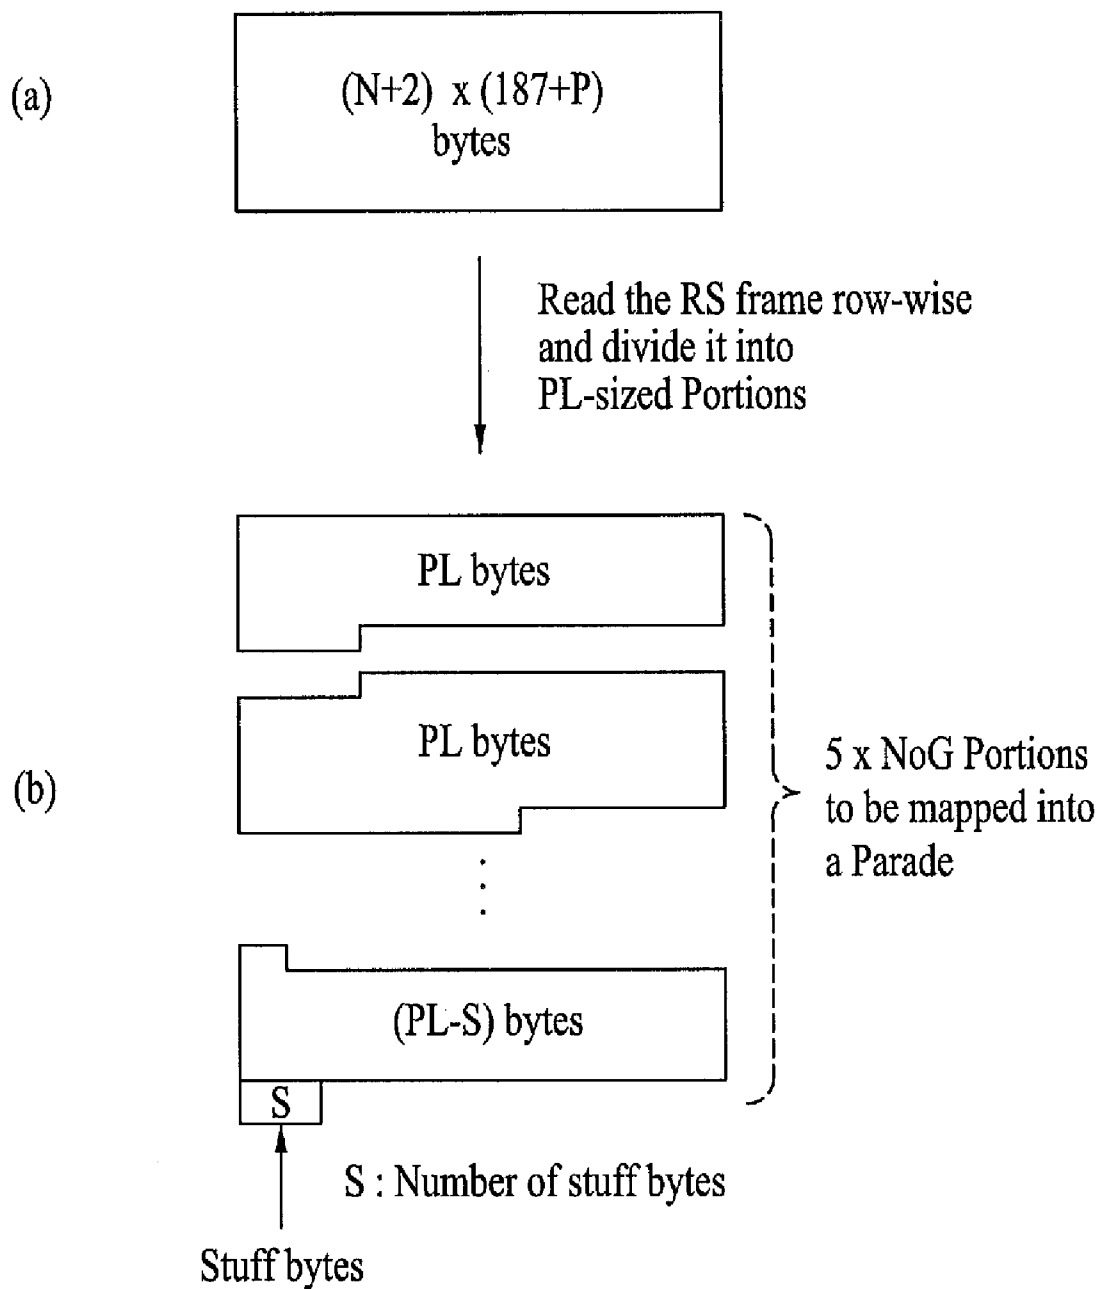 (a)
(N+2) x (187+P)
bytes
Read the RS frame row-wise
and divide it into
PL-sized Portions
PL bytes
PL bytes
(b)
5 x NoG Portions
to be mapped into
a Parade
.
.
.
(PL-S) bytes
S
S : Number of stuff bytes
Stuff bytes